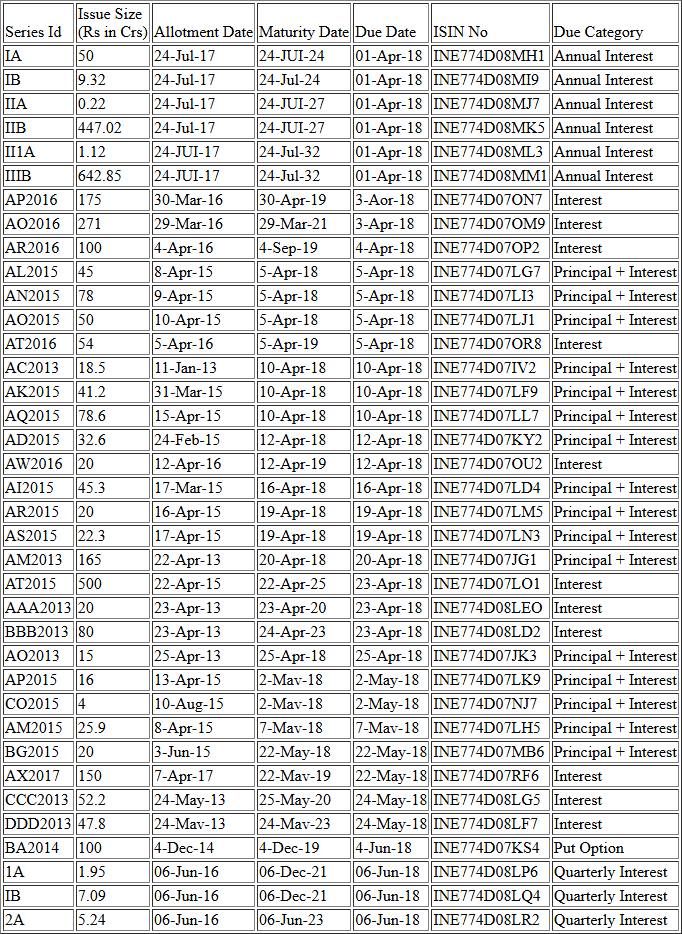 Series Id Issue Size (Rs in Crs) Allotment Date Maturity Date Due Date ISIN No Due Category
IA 50 24-Jul-17 24-JUI-24 01-Apr-18 INE774D08MH1 Annual Interest
IB 9.32 24-Jul-17 24-Jul-24 01-Apr-18 INE774D08MI9 Annual Interest
IIA 0.22 24-Jul-17 24-JUI-27 01-Apr-18 INE774D08MJ7 Annual Interest
IIB 447.02 24-Jul-17 24-JUI-27 01-Apr-18 INE774D08MK5 Annual Interest
II1A 1.12 24-JUI-17 24-Jul-32 01-Apr-18 INE774D08ML3 Annual Interest
IIIB 642.85 24-JUI-17 24-Jul-32 01-Apr-18 INE774D08MM1 Annual Interest
AP2016 175 30-Mar-16 30-Apr-19 3-Aor-18 INE774D07ON7 Interest
AO2016 271 29-Mar-16 29-Mar-21 3-Apr-18 INE774D07OM9 Interest
AR2016 100 4-Apr-16 4-Sep-19 4-Apr-18 INE774D07OP2 Interest
AL2015 45 8-Apr-15 5-Apr-18 5-Apr-18 INE774D07LG7 Principal + Interest
AN2015 78 9-Apr-15 5-Apr-18 5-Apr-18 INE774D07LI3 Principal + Interest
AO2015 50 10-Apr-15 5-Apr-18 5-Apr-18 INE774D07LJ1 Principal + Interest
AT2016 54 5-Apr-16 5-Apr-19 5-Apr-18 INE774D07OR8 Interest
AC2013 18.5 11-Jan-13 10-Apr-18 10-Apr-18 INE774D07IV2 Principal + Interest
AK2015 41.2 31-Mar-15 10-Apr-18 10-Apr-18 INE774D07LF9 Principal + Interest
AQ2015 78.6 15-Apr-15 10-Apr-18 10-Apr-18 INE774D07LL7 Principal + Interest
AD2015 32.6 24-Feb-15 12-Apr-18 12-Apr-18 INE774D07KY2 Principal + Interest
AW2016 20 12-Apr-16 12-Apr-19 12-Apr-18 INE774D07OU2 Interest
AI2015 45.3 17-Mar-15 16-Apr-18 16-Apr-18 INE774D07LD4 Principal + Interest
AR2015 20 16-Apr-15 19-Apr-18 19-Apr-18 INE774D07LM5 Principal + Interest
AS2015 22.3 17-Apr-15 19-Apr-18 19-Apr-18 INE774D07LN3 Principal + Interest
AM2013 165 22-Apr-13 20-Apr-18 20-Apr-18 INE774D07JG1 Principal + Interest
AT2015 500 22-Apr-15 22-Apr-25 23-Apr-18 INE774D07LO1 Interest
AAA2013 20 23-Apr-13 23-Apr-20 23-Apr-18 INE774D08LEO Interest
BBB2013 80 23-Apr-13 24-Apr-23 23-Apr-18 INE774D08LD2 Interest
AO2013 15 25-Apr-13 25-Apr-18 25-Apr-18 INE774D07JK3 Principal + Interest
AP2015 16 13-Apr-15 2-Mav-18 2-May-18 INE774D07LK9 Principal + Interest
CO2015 4 10-Aug-15 2-Mav-18 2-May-18 INE774D07NJ7 Principal + Interest
AM2015 25.9 8-Apr-15 7-Mav-18 7-Mav-18 INE774D07LH5 Principal + Interest
BG2015 20 3-Jun-15 22-May-18 22-May-18 INE774D07MB6 Principal + Interest
AX2017 150 7-Apr-17 22-Mav-19 22-May-18 INE774D07RF6 Interest
CCC2013 52.2 24-May-13 25-May-20 24-May-18 INE774D08LG5 Interest
DDD2013 47.8 24-Mav-13 24-Mav-23 24-May-18 INE774D08LF7 Interest
BA2014 100 4-Dec-14 4-Dec-19 4-Jun-18 INE774D07KS4 Put Option
1A 1.95 06-Jun-16 06-Dec-21 06-Jun-18 INE774D08LP6 Quarterly Interest
IB 7.09 06-Jun-16 06-Dec-21 06-Jun-18 INE774D08LQ4 Quarterly Interest
2A 5.24 06-Jun-16 06-Jun-23 06-Jun-18 INE774D08LR2 Quarterly Interest